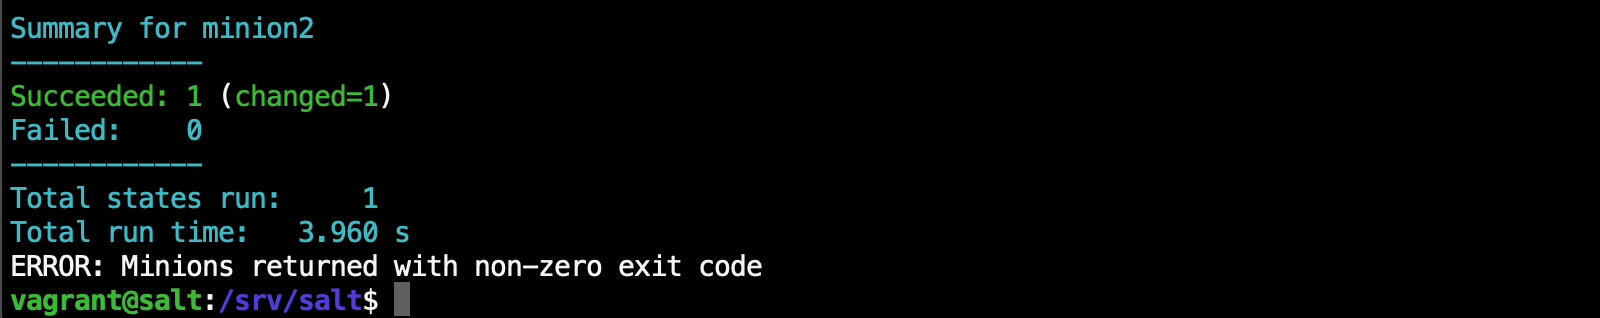 Summary for minion2
------------
Succeeded: 1 (changed=1)
Failed:    0
------------
Total states run:     1
Total run time:   3.960 s
ERROR: Minions returned with non-zero exit code
vagrant@salt:/srv/salt$